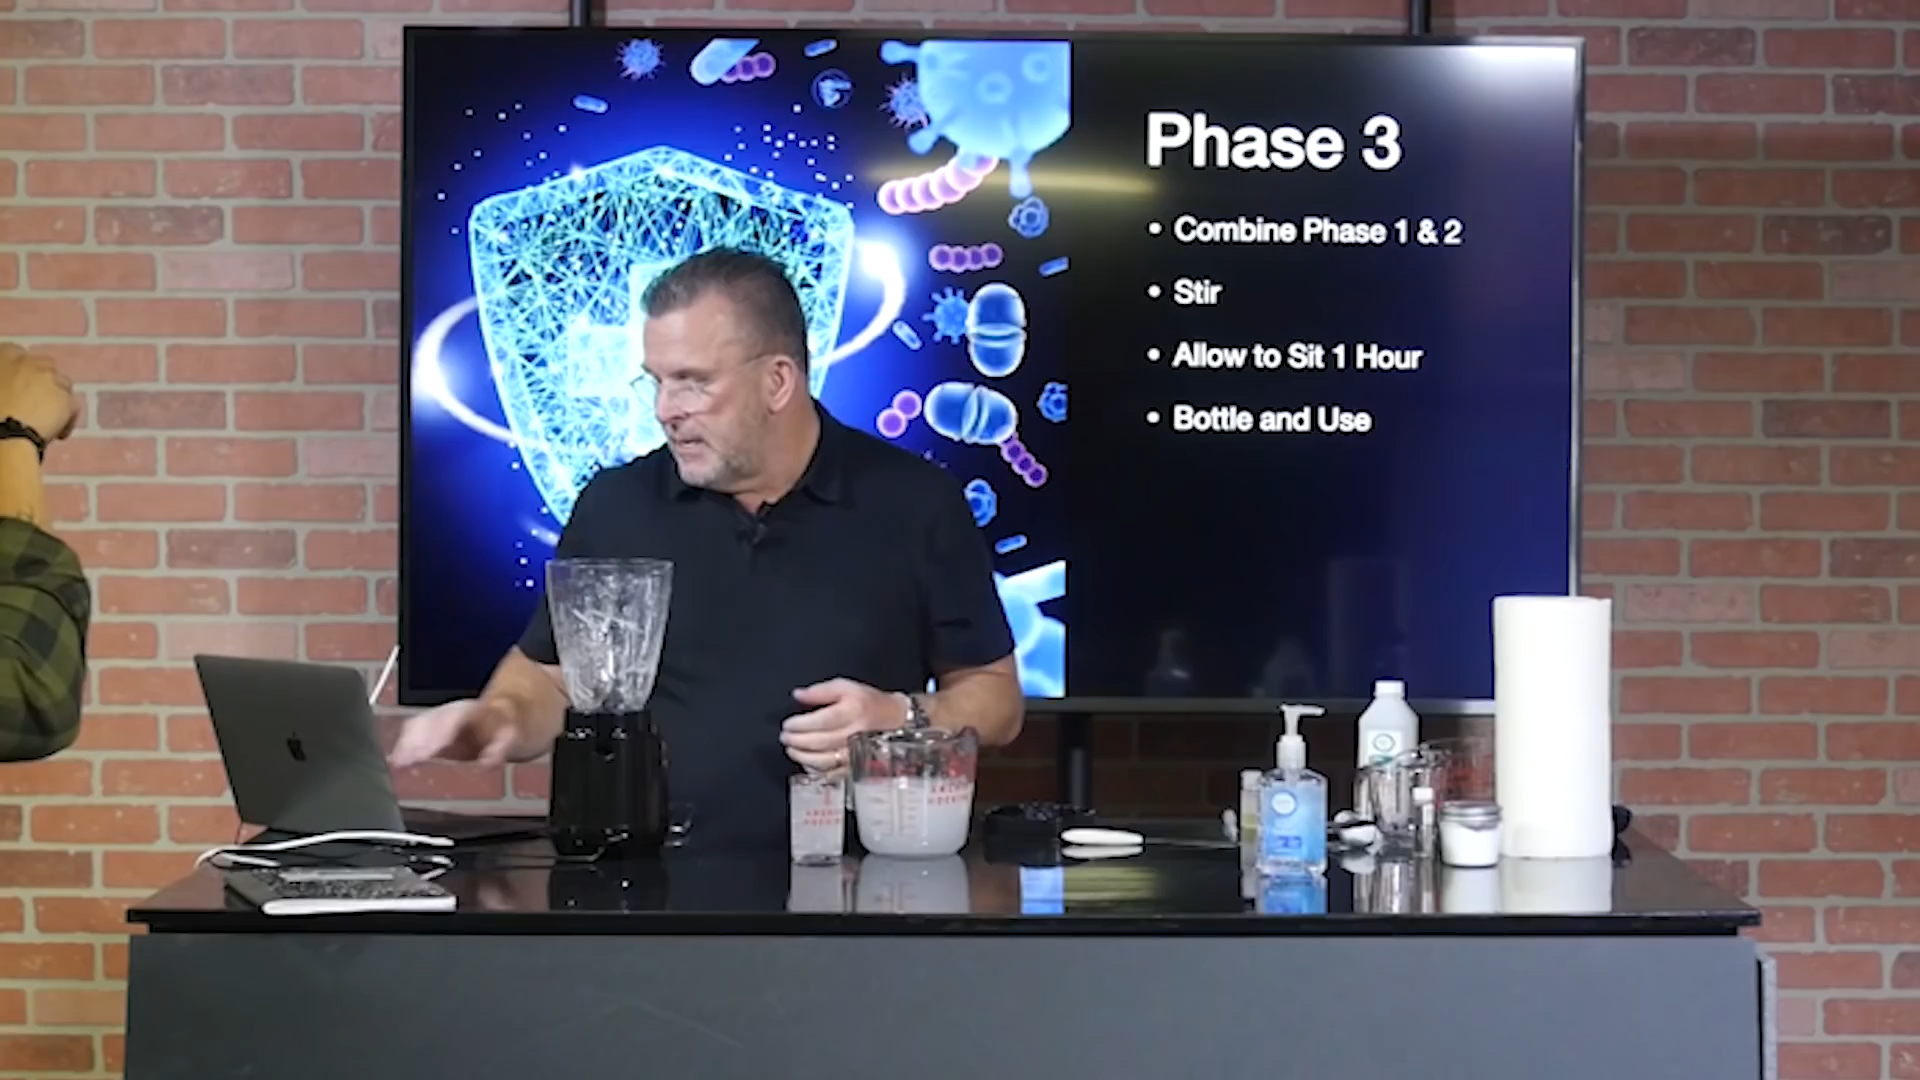 Phase 3
• Combine Phase 1 & 2
• Stir
• Allow to Sit 1 Hour
• Bottle and Use